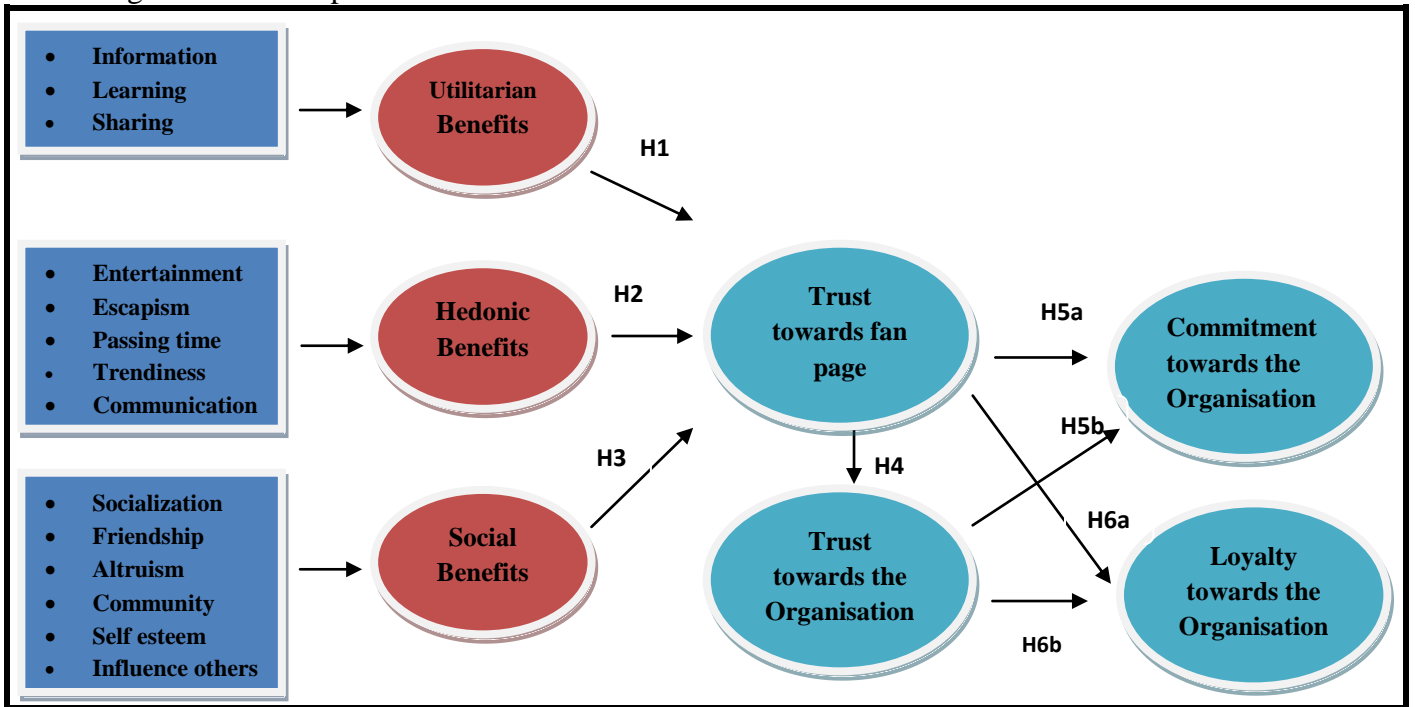 • Information
• Learning
• Sharing
Utilitarian
Benefits
H1
• Entertainment
• Escapism
• Passing time
• Trendiness
• Communication
Hedonic
Benefits
H2
Trust
towards fan
page
H5a
Commitment
towards the
Organisation
H5b
H3
H4
• Socialization
• Friendship
• Altruism
• Community
• Self esteem
• Influence others
Social
Benefits
Trust
towards the
Organisation
H6a
H6b
Loyalty
towards the
Organisation